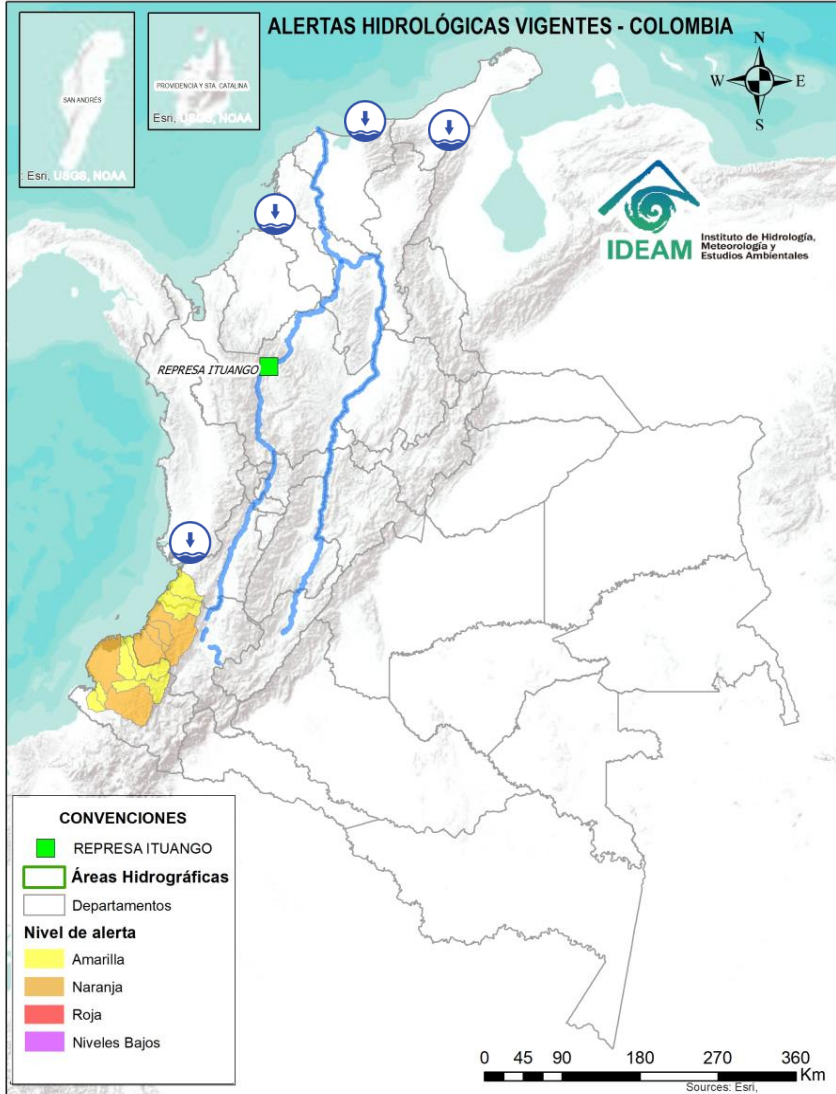 ALERTAS HIDROLÓGICAS VIGENTES - COLOMBIA
SAN ANDRÉS
Esri, USGS, NOAA
PROVIDENCIA Y STA. CATALINA
Esri, USGS, NOAA
N
W E
S
IDEAM
Instituto de Hidrología,
Meteorología y
Estudios Ambientales
REPRESA ITUANGO
CONVENCIONES
REPRESA ITUANGO
Áreas Hidrográficas
Departamentos
Nivel de alerta
Amarilla
Naranja
Roja
Niveles Bajos
0 45 90 180 270 360
Km
Sources: Esri,